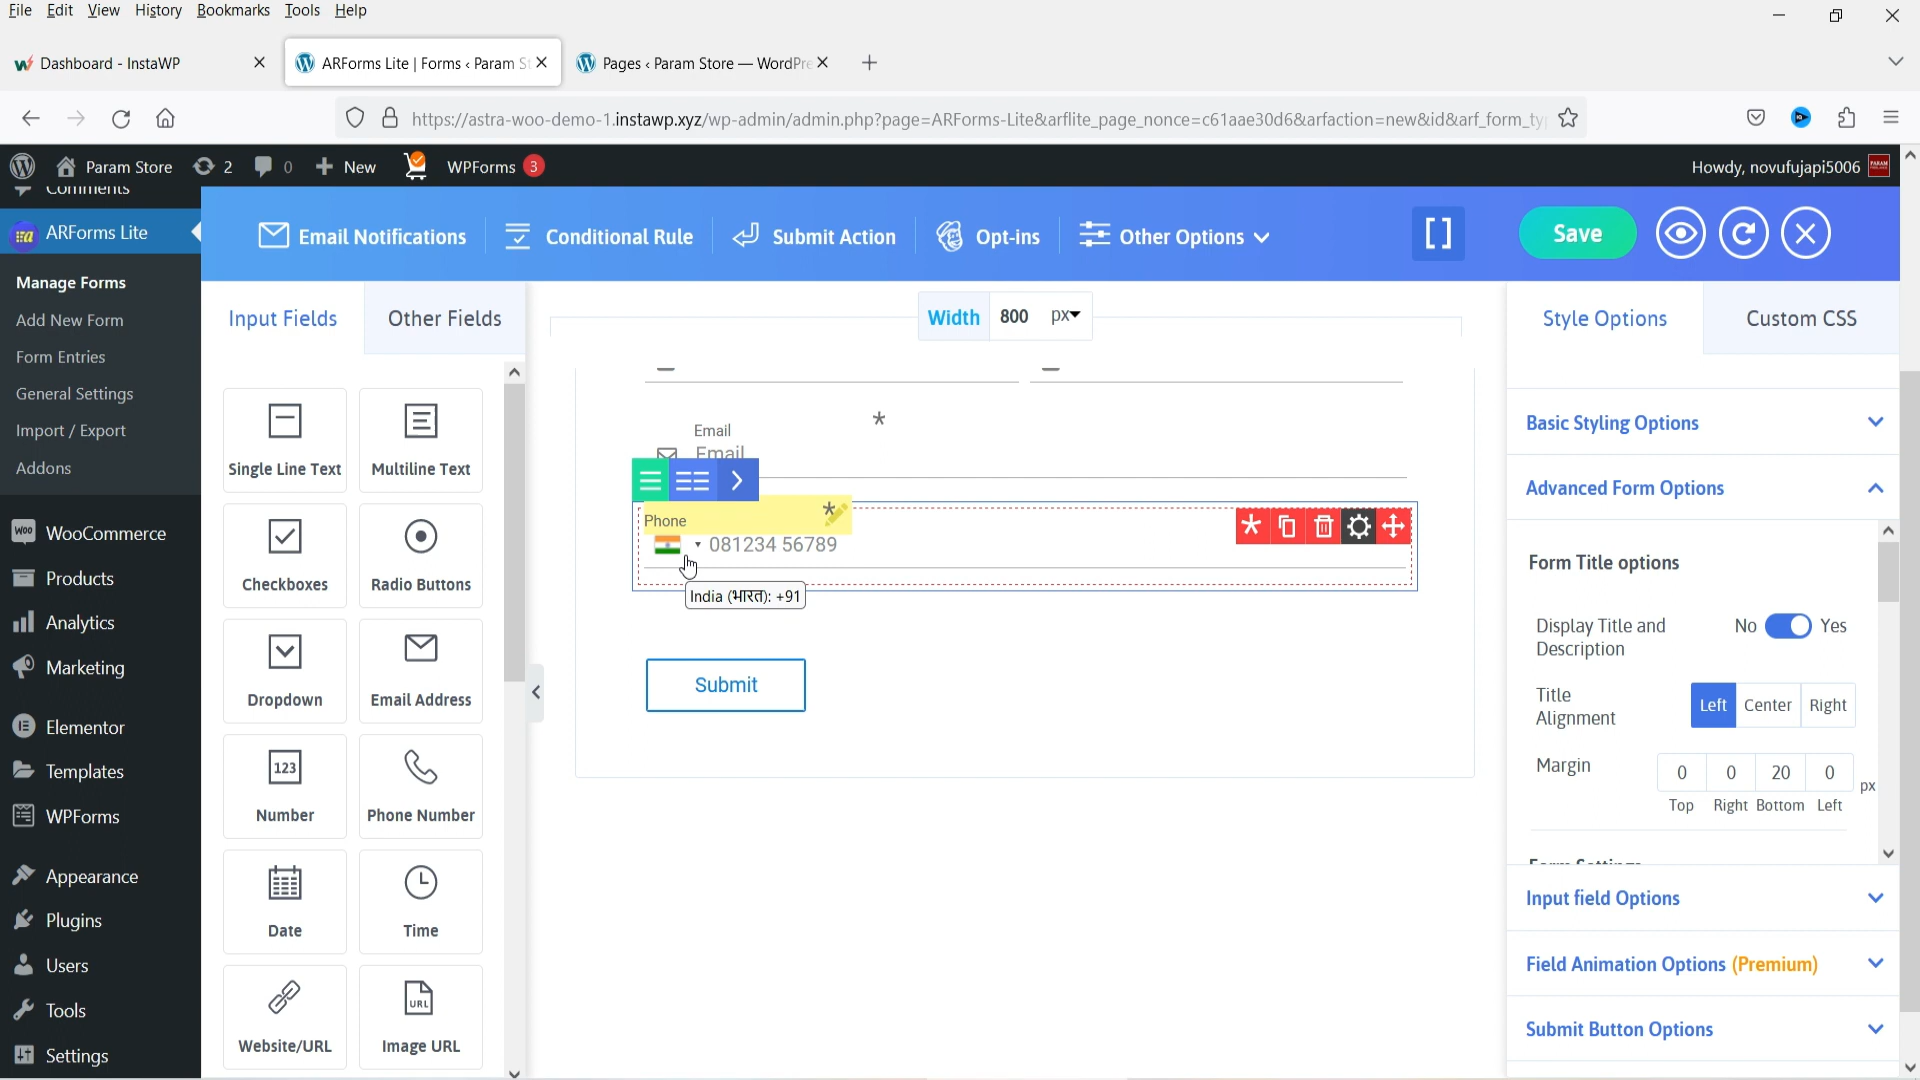 File Edit View History Bookmarks Tools Help
Dashboard - InstaWP
ARForms Lite | Forms ‹ Param St
Pages ‹ Param Store — WordPre
https://astra-woo-demo-1.instawp.xyz/wp-admin/admin.php?page=ARForms-Lite&arflite_page_nonce=c61aae30d6&arfaction=new&id&arf_form_ty
Param Store 2 0 New WPForms 3
Howdy, novufujapi5006
Comments
ARForms Lite
Manage Forms
Add New Form
Form Entries
General Settings
Import / Export
Addons
WooCommerce
Products
Analytics
Marketing
Elementor
Templates
WPForms
Appearance
Plugins
Users
Tools
Settings
Email Notifications Conditional Rule Submit Action Opt-ins Other Options
[ ] Save
Input Fields Other Fields
Single Line Text Multiline Text
Checkboxes Radio Buttons
Dropdown Email Address
123
Number Phone Number
Date Time
URL
Website/URL Image URL
Width 800 px
*
Email
Email
Phone *
081234 56789
India (भारत): +91
Submit
Style Options Custom CSS
Basic Styling Options
Advanced Form Options
Form Title options
Display Title and Description
No Yes
Title Alignment
Left Center Right
Margin
0 0 20 0 px
Top Right Bottom Left
Form Settings
Input field Options
Field Animation Options (Premium)
Submit Button Options